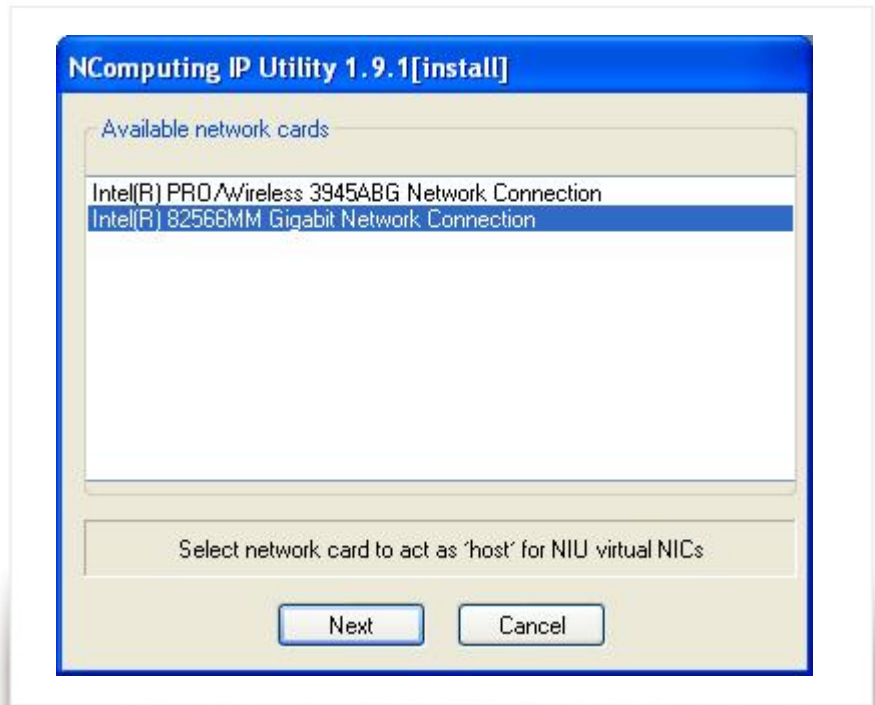 NComputing IP Utility 1.9.1[install]
Available network cards
Intel(R) PRO/Wireless 3945ABG Network Connection
Intel(R) 82566MM Gigabit Network Connection
Select network card to act as 'host' for NIU virtual NICs
Next
Cancel